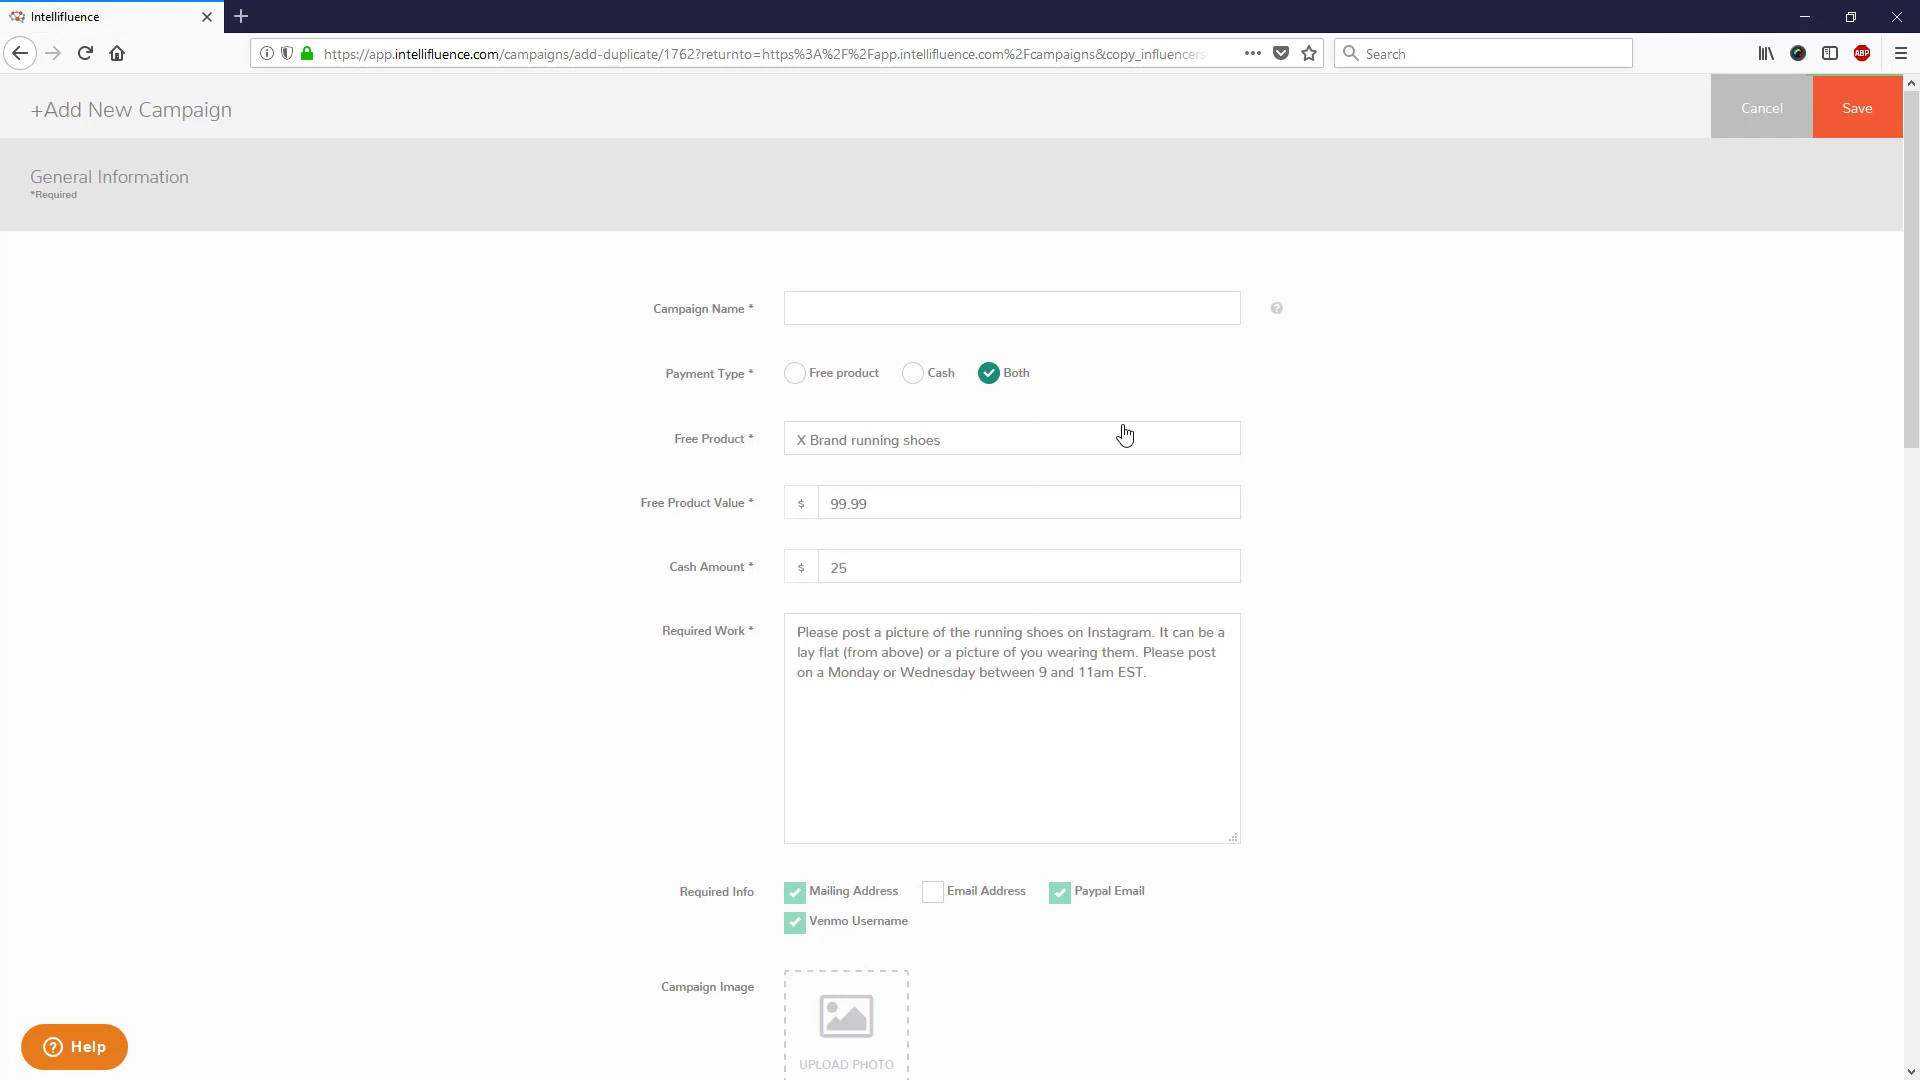 Intellifluence
https://app.intellifluence.com/campaigns/add-duplicate/1762?returnto=https%3A%2F%2Fapp.intellifluence.com%2Fcampaigns&copy_influencers
Search
ABP
+Add New Campaign
Cancel
Save
General Information
*Required
Campaign Name *
?
Payment Type *
Free product
Cash
Both
Free Product *
X Brand running shoes
Free Product Value *
$
99.99
Cash Amount *
$
25
Required Work *
Please post a picture of the running shoes on Instagram. It can be a
lay flat (from above) or a picture of you wearing them. Please post
on a Monday or Wednesday between 9 and 11am EST.
Required Info
Mailing Address
Email Address
Paypal Email
Venmo Username
Campaign Image
UPLOAD PHOTO
? Help